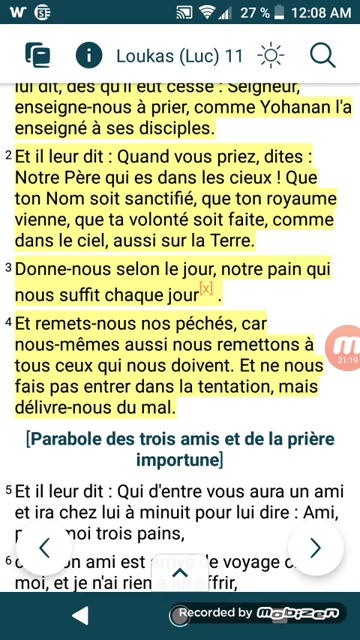 27 % 12:08 AM
Loukas (Luc) 11
lui dit, dès qu'il eut cessé : Seigneur,
enseigne-nous à prier, comme Yohanan l'a
enseigné à ses disciples.
2 Et il leur dit : Quand vous priez, dites :
Notre Père qui es dans les cieux ! Que
ton Nom soit sanctifié, que ton royaume
vienne, que ta volonté soit faite, comme
dans le ciel, aussi sur la Terre.
3 Donne-nous selon le jour, notre pain qui
nous suffit chaque jour[x] .
4 Et remets-nous nos péchés, car
nous-mêmes aussi nous remettons à
tous ceux qui nous doivent. Et ne nous
fais pas entrer dans la tentation, mais
délivre-nous du mal.
21:19
[Parabole des trois amis et de la prière
importune]
5 Et il leur dit : Qui d'entre vous aura un ami
et ira chez lui à minuit pour lui dire : Ami,
moi trois pains,
6 ami est arrivé de voyage
moi, et je n'ai rien à lui offrir,
Recorded by mobizen